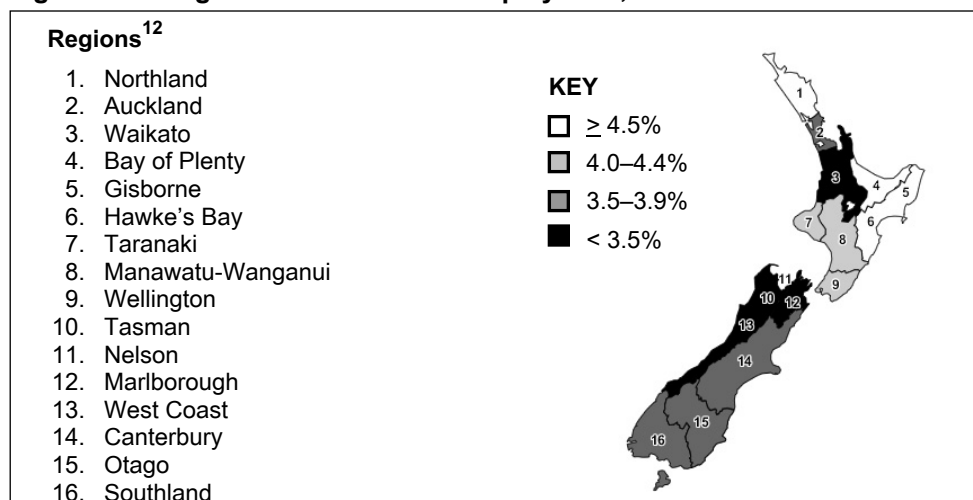 Regions12
1. Northland
2. Auckland
3. Waikato
4. Bay of Plenty
5. Gisborne
6. Hawke's Bay
7. Taranaki
8. Manawatu-Wanganui
9. Wellington
10. Tasman
11. Nelson
12. Marlborough
13. West Coast
14. Canterbury
15. Otago
16. Southland
KEY
≥ 4.5%
4.0–4.4%
3.5–3.9%
< 3.5%
1
2
3
4
5
6
7
8
9
10
11
12
13
14
15
16